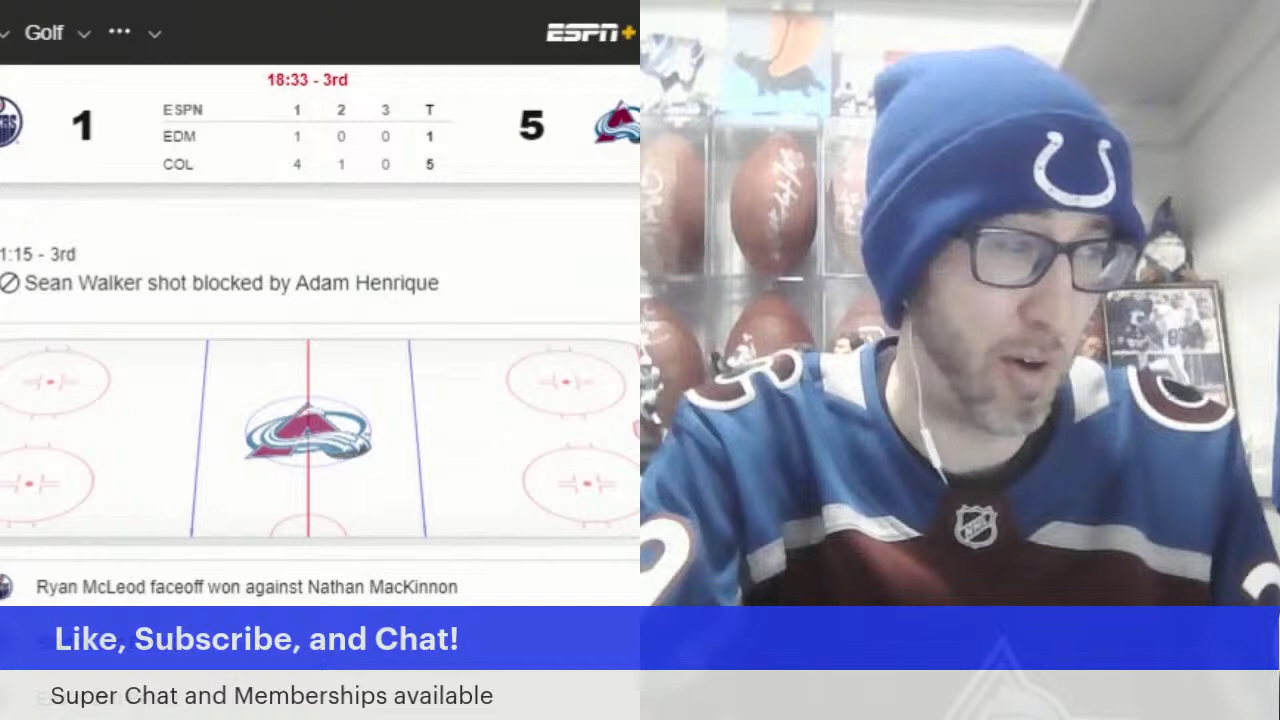 Golf ... ESPN+
18:33 - 3rd
1 ESPN 1 2 3 T 5
EDM 1 0 0 1
COL 4 1 0 5
1:15 - 3rd
Sean Walker shot blocked by Adam Henrique
NHL
Ryan McLeod faceoff won against Nathan MacKinnon
Like, Subscribe, and Chat!
Super Chat and Memberships available